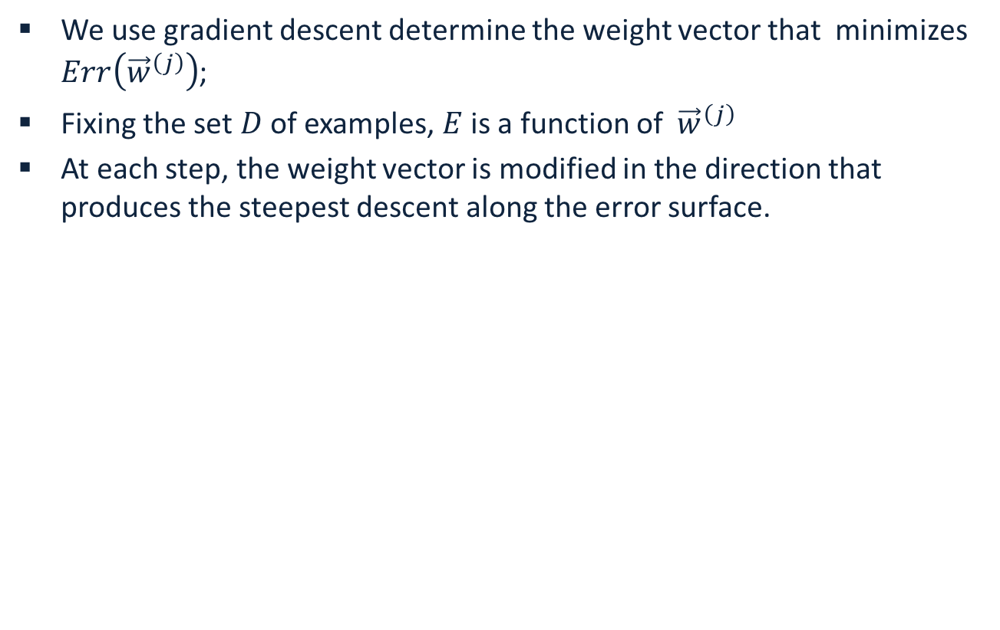 ▪ We use gradient descent determine the weight vector that minimizes
Err(w⃗⁽ʲ⁾);
▪ Fixing the set D of examples, E is a function of w⃗⁽ʲ⁾
▪ At each step, the weight vector is modified in the direction that
produces the steepest descent along the error surface.